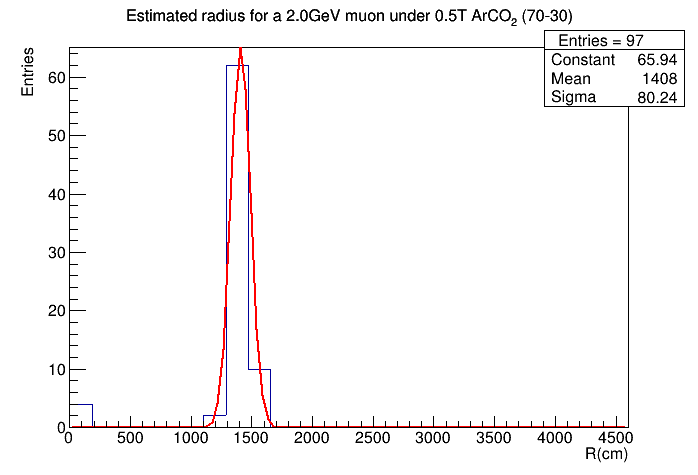 Estimated radius for a 2.0GeV muon under 0.5T ArCO2 (70-30)
Entries = 97
Constant 65.94
Mean 1408
Sigma 80.24
Entries
60
50
40
30
20
10
0
0 500 1000 1500 2000 2500 3000 3500 4000 4500
R(cm)